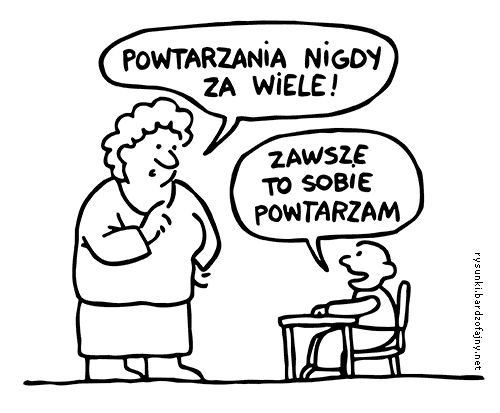 POWTARZANIA NIGDY
ZA WIELE!
ZAWSZE
TO SOBIE
POWTARZAM
rysunki.bardzofajny.net